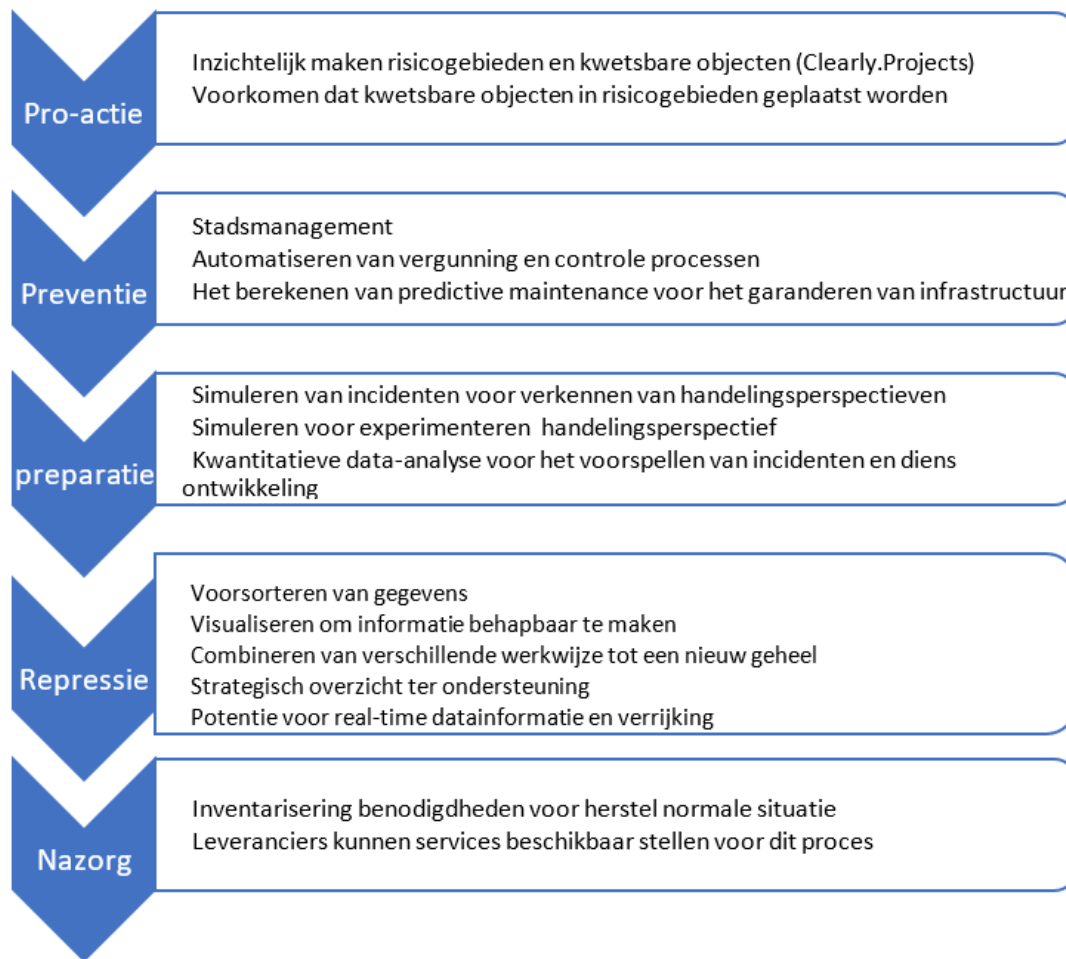 Pro-actie
Inzichtelijk maken risicogebieden en kwetsbare objecten (Clearly.Projects)
Voorkomen dat kwetsbare objecten in risicogebieden geplaatst worden
Preventie
Stadsmanagement
Automatiseren van vergunning en controle processen
Het berekenen van predictive maintenance voor het garanderen van infrastructuur
preparatie
Simuleren van incidenten voor verkennen van handelingsperspectieven
Simuleren voor experimenteren handelingsperspectief
Kwantitatieve data-analyse voor het voorspellen van incidenten en diens
ontwikkeling
Repressie
Voorsorteren van gegevens
Visualiseren om informatie behapbaar te maken
Combineren van verschillende werkwijze tot een nieuw geheel
Strategisch overzicht ter ondersteuning
Potentie voor real-time datainformatie en verrijking
Nazorg
Inventarisering benodigdheden voor herstel normale situatie
Leveranciers kunnen services beschikbaar stellen voor dit proces